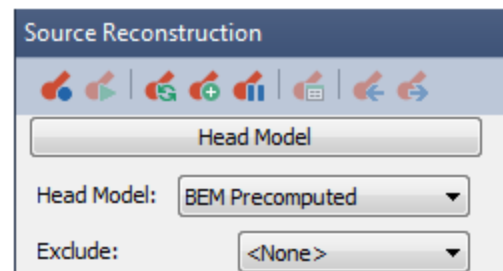 Source Reconstruction
Head Model
Head Model: BEM Precomputed
Exclude: <None>